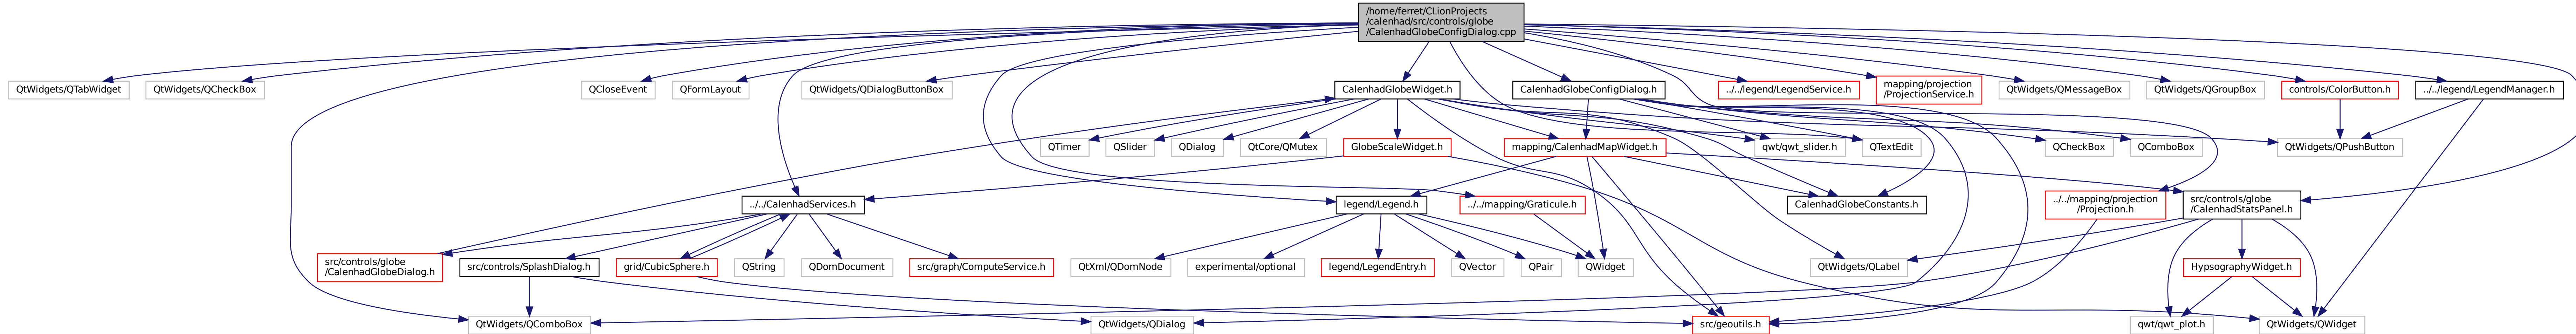 /home/ferret/CLionProjects
/calenhad/src/controls/globe
/CalenhadGlobeConfigDialog.cpp
QtWidgets/QTabWidget
QtWidgets/QCheckBox
QCloseEvent
QFormLayout
QtWidgets/QDialogButtonBox
CalenhadGlobeWidget.h
CalenhadGlobeConfigDialog.h
../../legend/LegendService.h
mapping/projection
/ProjectionService.h
QtWidgets/QMessageBox
QtWidgets/QGroupBox
controls/ColorButton.h
../../legend/LegendManager.h
QTimer
QSlider
QDialog
QtCore/QMutex
GlobeScaleWidget.h
mapping/CalenhadMapWidget.h
qwt/qwt_slider.h
QTextEdit
QCheckBox
QComboBox
QtWidgets/QPushButton
../../CalenhadServices.h
legend/Legend.h
../../mapping/Graticule.h
CalenhadGlobeConstants.h
../../mapping/projection
/Projection.h
src/controls/globe
/CalenhadStatsPanel.h
src/controls/globe
/CalenhadGlobeDialog.h
src/controls/SplashDialog.h
grid/CubicSphere.h
QString
QDomDocument
src/graph/ComputeService.h
QtXml/QDomNode
experimental/optional
legend/LegendEntry.h
QVector
QPair
QWidget
QtWidgets/QLabel
HypsographyWidget.h
QtWidgets/QComboBox
QtWidgets/QDialog
src/geoutils.h
qwt/qwt_plot.h
QtWidgets/QWidget